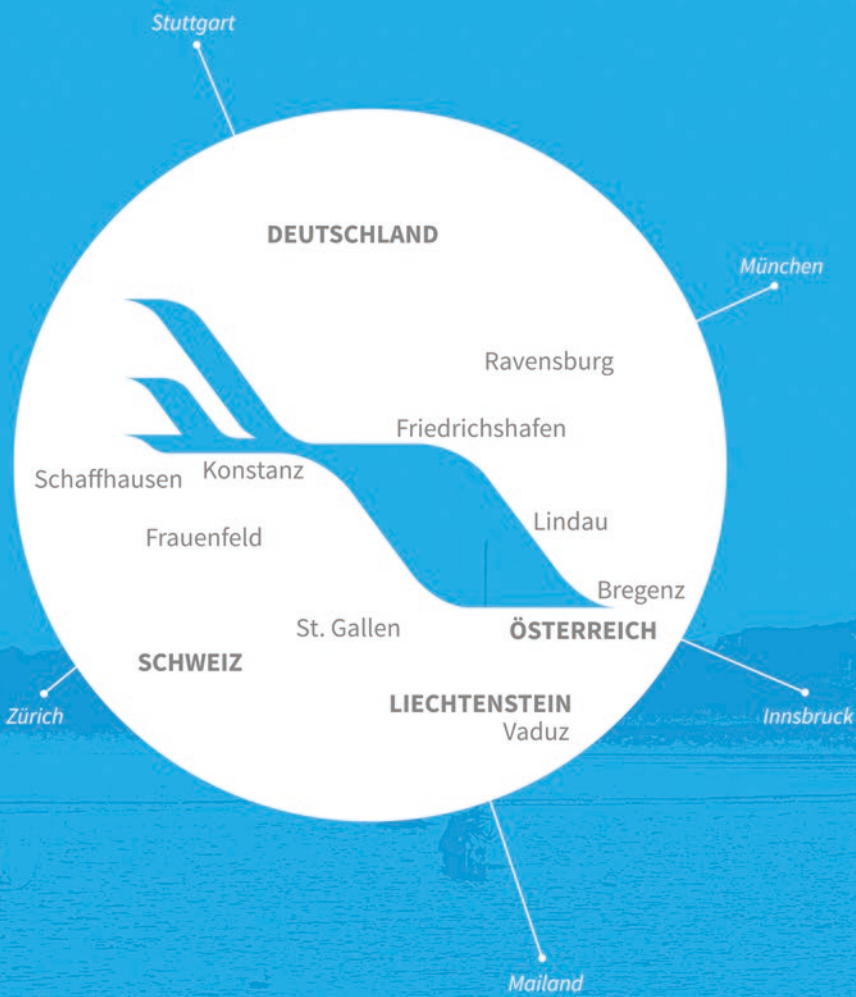 Stuttgart
DEUTSCHLAND
München
Ravensburg
Friedrichshafen
Schaffhausen
Konstanz
Lindau
Frauenfeld
Bregenz
St. Gallen
ÖSTERREICH
SCHWEIZ
LIECHTENSTEIN
Zürich
Innsbruck
Vaduz
Mailand